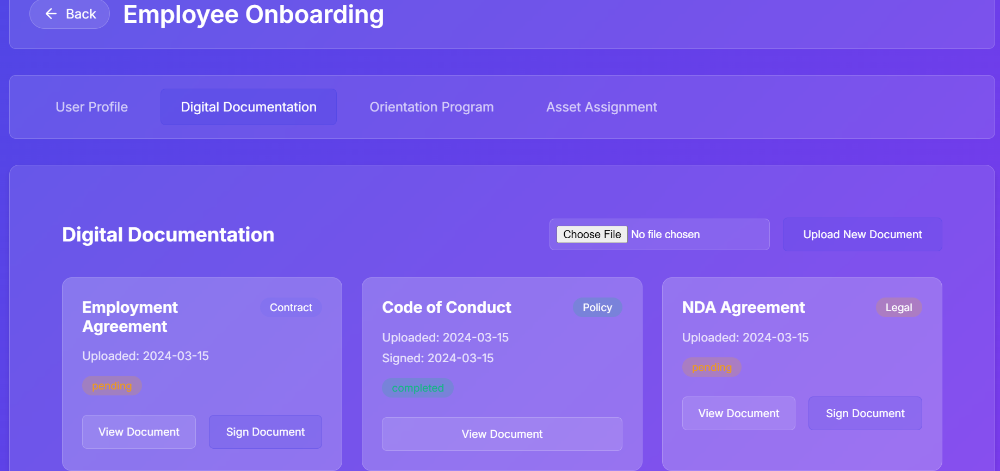 Back
Employee Onboarding
User Profile
Digital Documentation
Orientation Program
Asset Assignment
Digital Documentation
Choose File No file chosen
Upload New Document
Employment
Agreement
Contract
Uploaded: 2024-03-15
pending
View Document
Sign Document
Code of Conduct
Policy
Uploaded: 2024-03-15
Signed: 2024-03-15
completed
View Document
NDA Agreement
Legal
Uploaded: 2024-03-15
pending
View Document
Sign Document